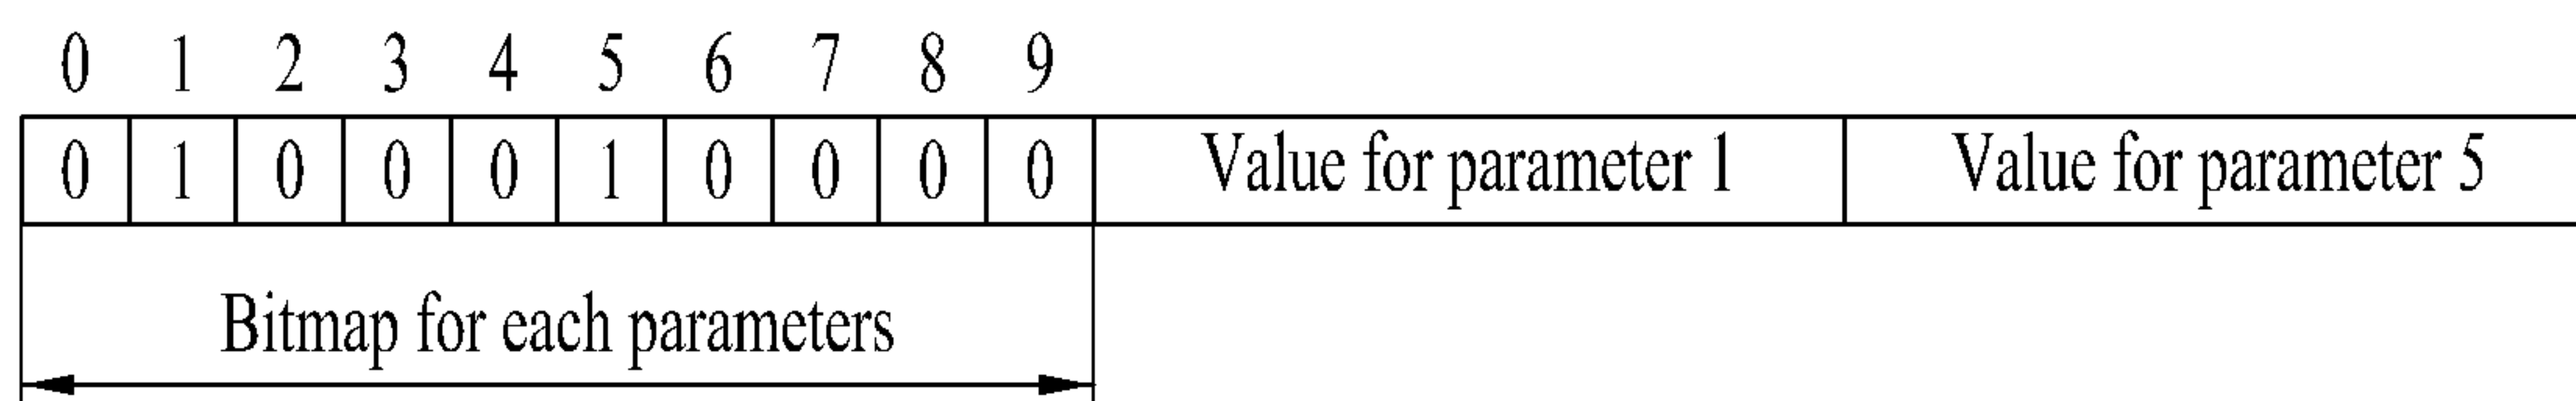 0 1 2 3 4 5 6 7 8 9
0 1 0 0 0 1 0 0 0 0 Value for parameter 1 Value for parameter 5
Bitmap for each parameters